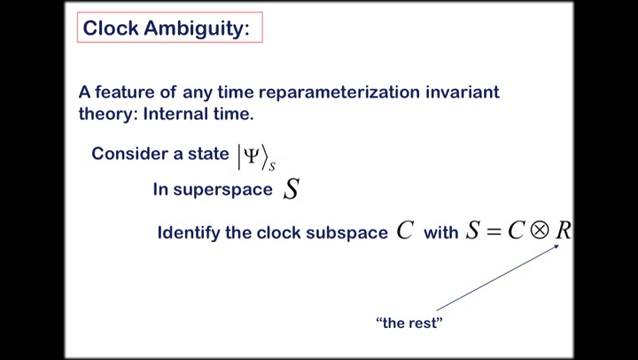 Clock Ambiguity:
A feature of any time reparameterization invariant
theory: Internal time.
Consider a state |Ψ⟩_S
In superspace S
Identify the clock subspace C with S = C ⊗ R
“the rest”